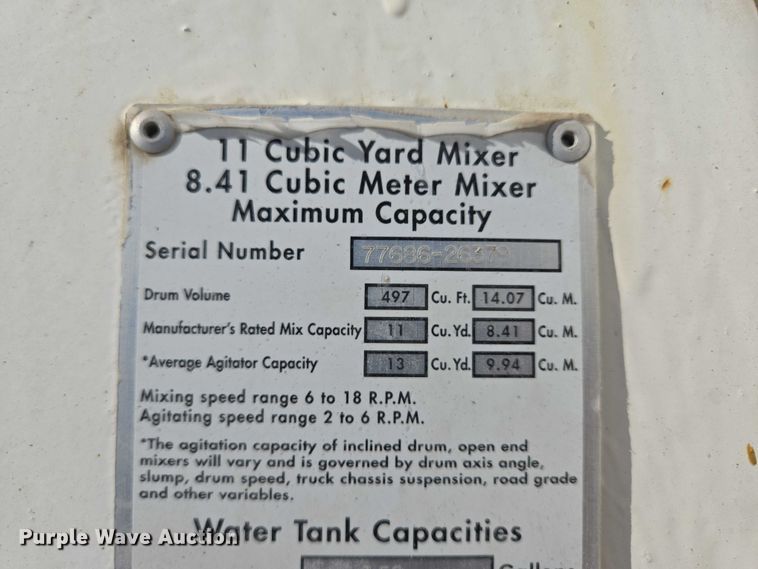 11 Cubic Yard Mixer
8.41 Cubic Meter Mixer
Maximum Capacity
Serial Number 77686-26379
Drum Volume 497 Cu. Ft. 14.07 Cu. M.
Manufacturer's Rated Mix Capacity 11 Cu. Yd. 8.41 Cu. M.
*Average Agitator Capacity 13 Cu. Yd. 9.94 Cu. M.
Mixing speed range 6 to 18 R.P.M.
Agitating speed range 2 to 6 R.P.M.
*The agitation capacity of inclined drum, open end
mixers will vary and is governed by drum axis angle,
slump, drum speed, truck chassis suspension, road grade
and other variables.
Water Tank Capacities
Gallons
Purple Wave Auction